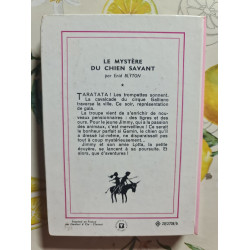 LE MYSTÈRE
DU CHIEN SAVANT
par Enid BLYTON
TARATATA! Les trompettes sonnent.
La cavalcade du cirque Galliano
traverse la ville. Ce soir, représentation
de gala.
La troupe vient de s'enrichir de nouveaux
pensionnaires : des tigres et des
ours. Pour le jeune Jimmy, qui a la passion
des animaux, c'est merveilleux! Ce serait
le bonheur parfait si
le chien qu'il
a dressé lui-même, ne disparaissait pas
tout à coup mystérieusement...
Jimmy et son amie Lotta, la petite
écuyère, se lancent à sa poursuite. Et
alors, que d'aventures!